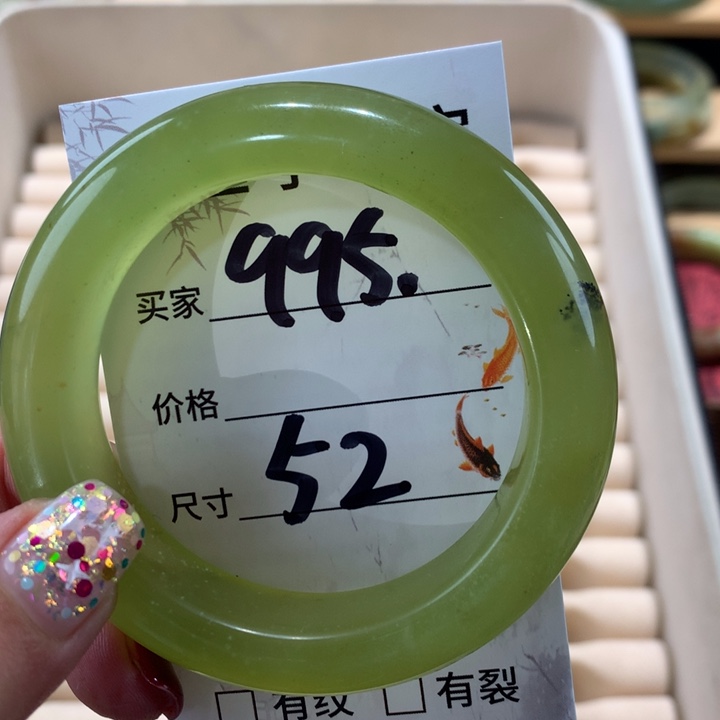 买家 995.
价格
尺寸 52
□有纹 □有裂